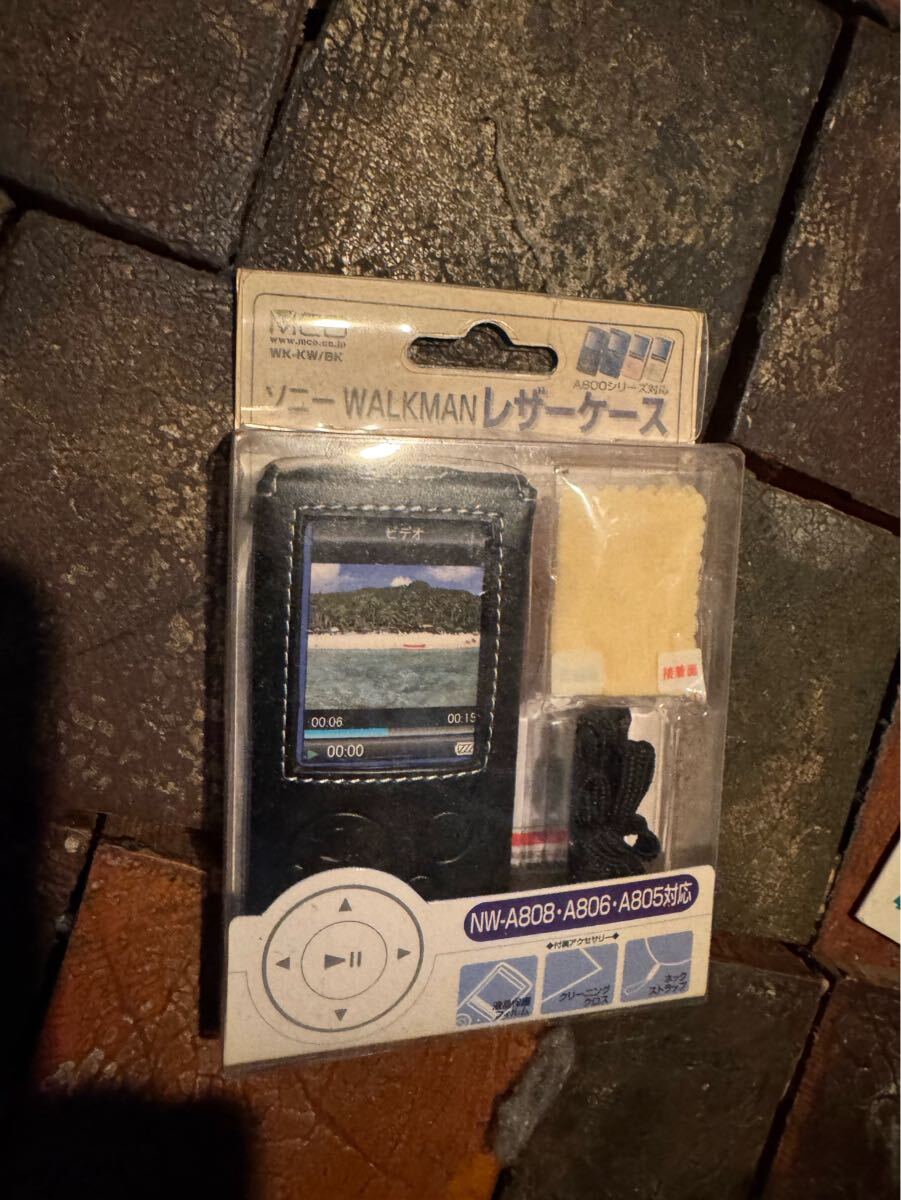 MCO
www.mco.co.jp
WK-KW/BK
A800シリーズ対応
ソニー WALKMAN レザーケース
ビデオ
00:06 00:15
00:00
接着面
NW-A808・A806・A805対応
◆付属アクセサリー◆
液晶保護
フィルム
クリーニング
クロス
ネック
ストラップ